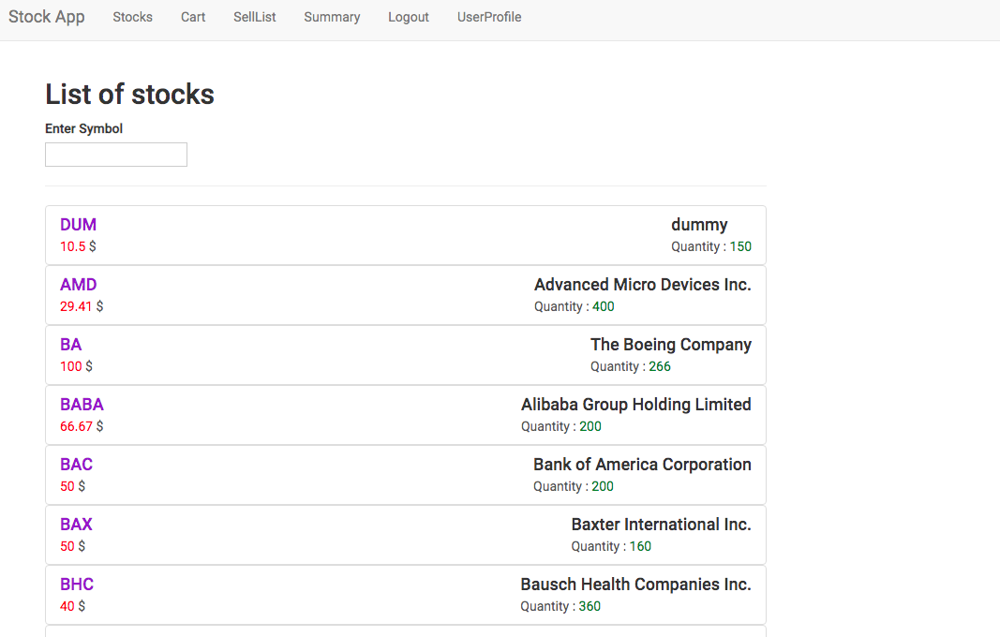 Stock App Stocks Cart SellList Summary Logout UserProfile
List of stocks
Enter Symbol
DUM dummy
10.5 $ Quantity : 150
AMD Advanced Micro Devices Inc.
29.41 $ Quantity : 400
BA The Boeing Company
100 $ Quantity : 266
BABA Alibaba Group Holding Limited
66.67 $ Quantity : 200
BAC Bank of America Corporation
50 $ Quantity : 200
BAX Baxter International Inc.
50 $ Quantity : 160
BHC Bausch Health Companies Inc.
40 $ Quantity : 360